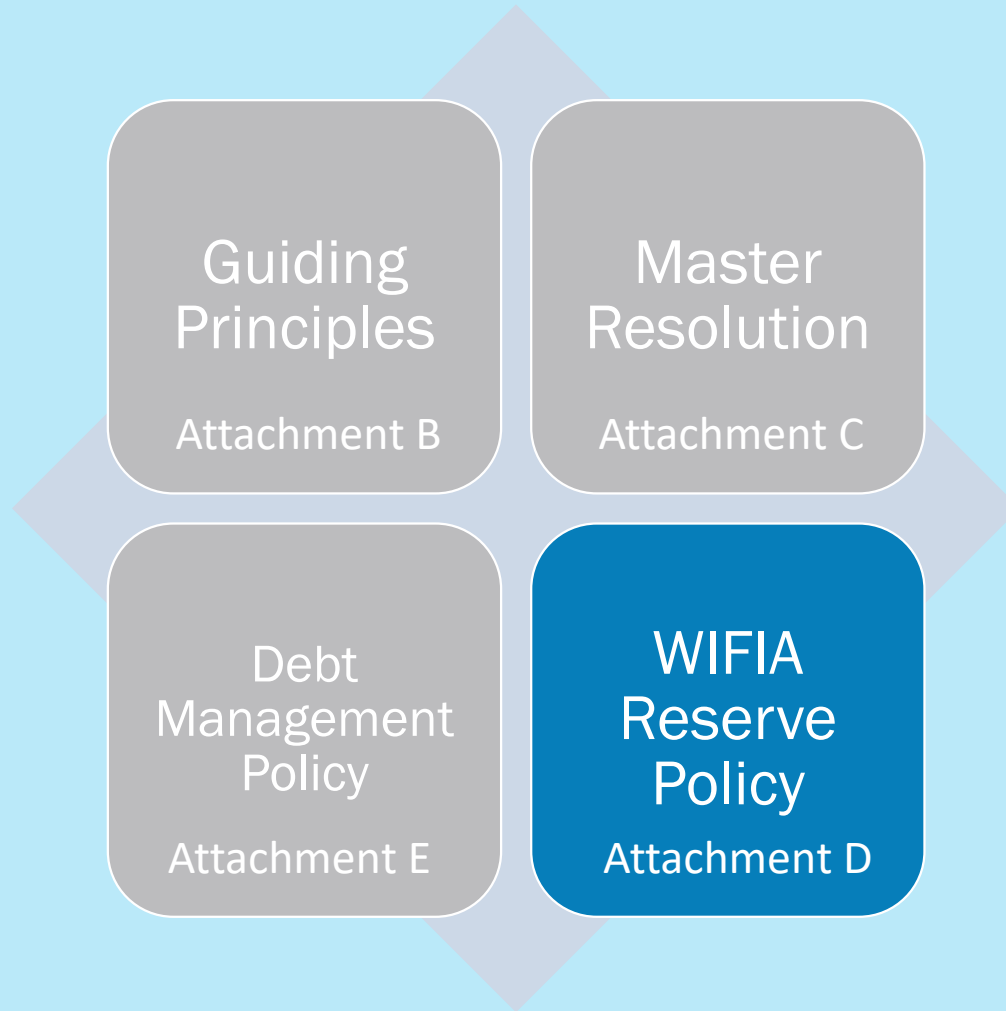 Guiding
Principles
Attachment B
Master
Resolution
Attachment C
Debt
Management
Policy
Attachment E
WIFIA
Reserve
Policy
Attachment D